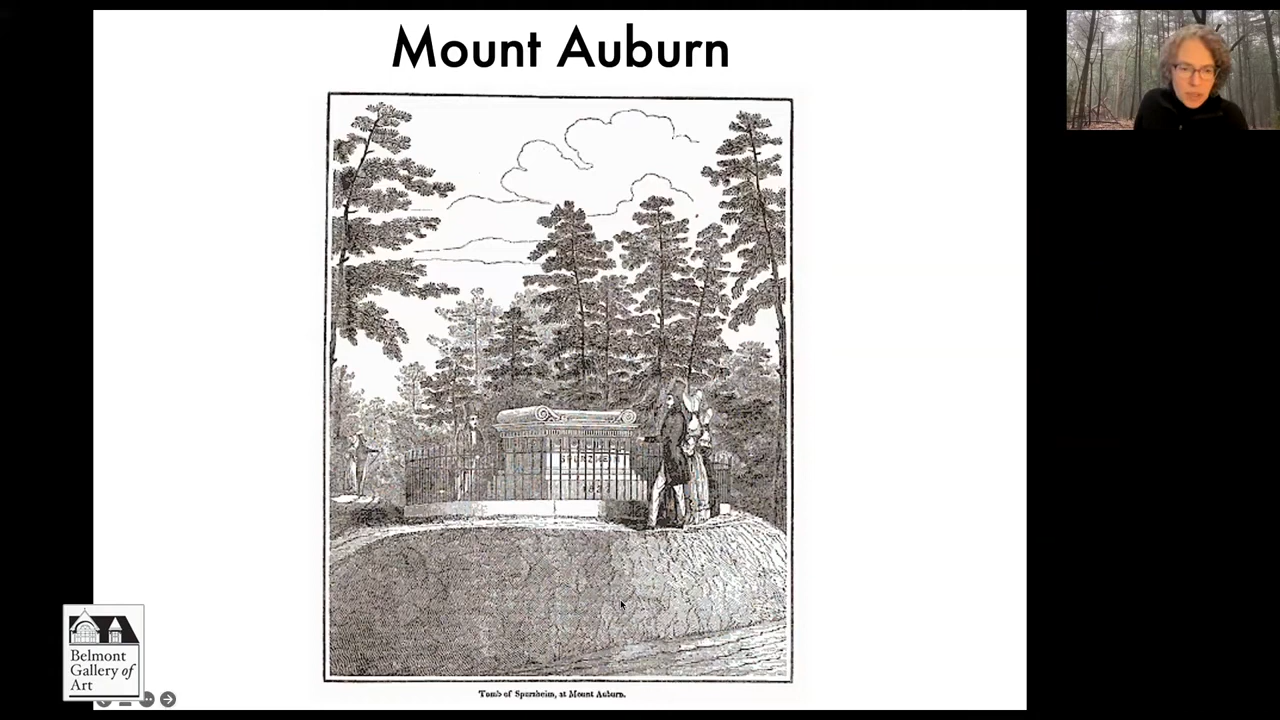 Mount Auburn
Tomb of Spurzheim, at Mount Auburn.
Belmont
Gallery of
Art